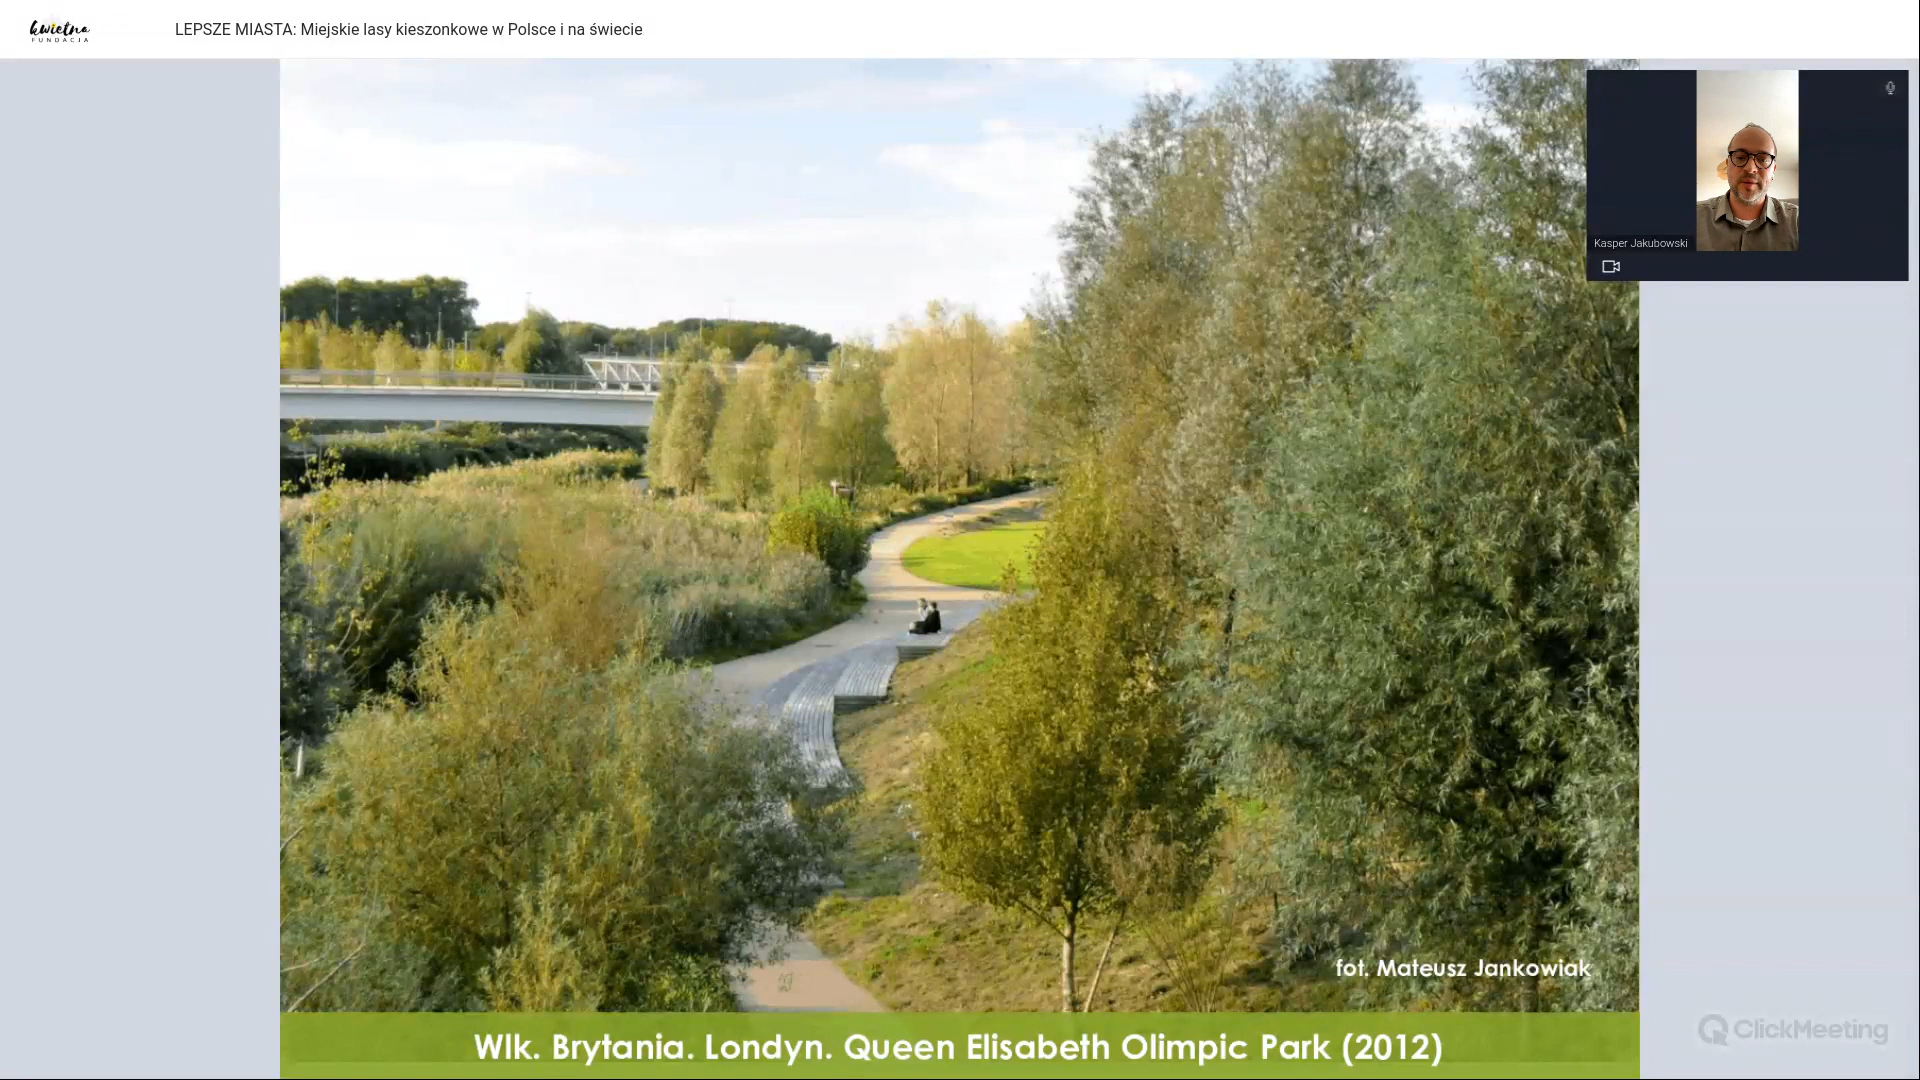 kwietna
FUNDACJA
LEPSZE MIASTA: Miejskie lasy kieszonkowe w Polsce i na świecie
Kasper Jakubowski
fot. Mateusz Jankowiak
Wlk. Brytania. Londyn. Queen Elisabeth Olimpic Park (2012)
ClickMeeting